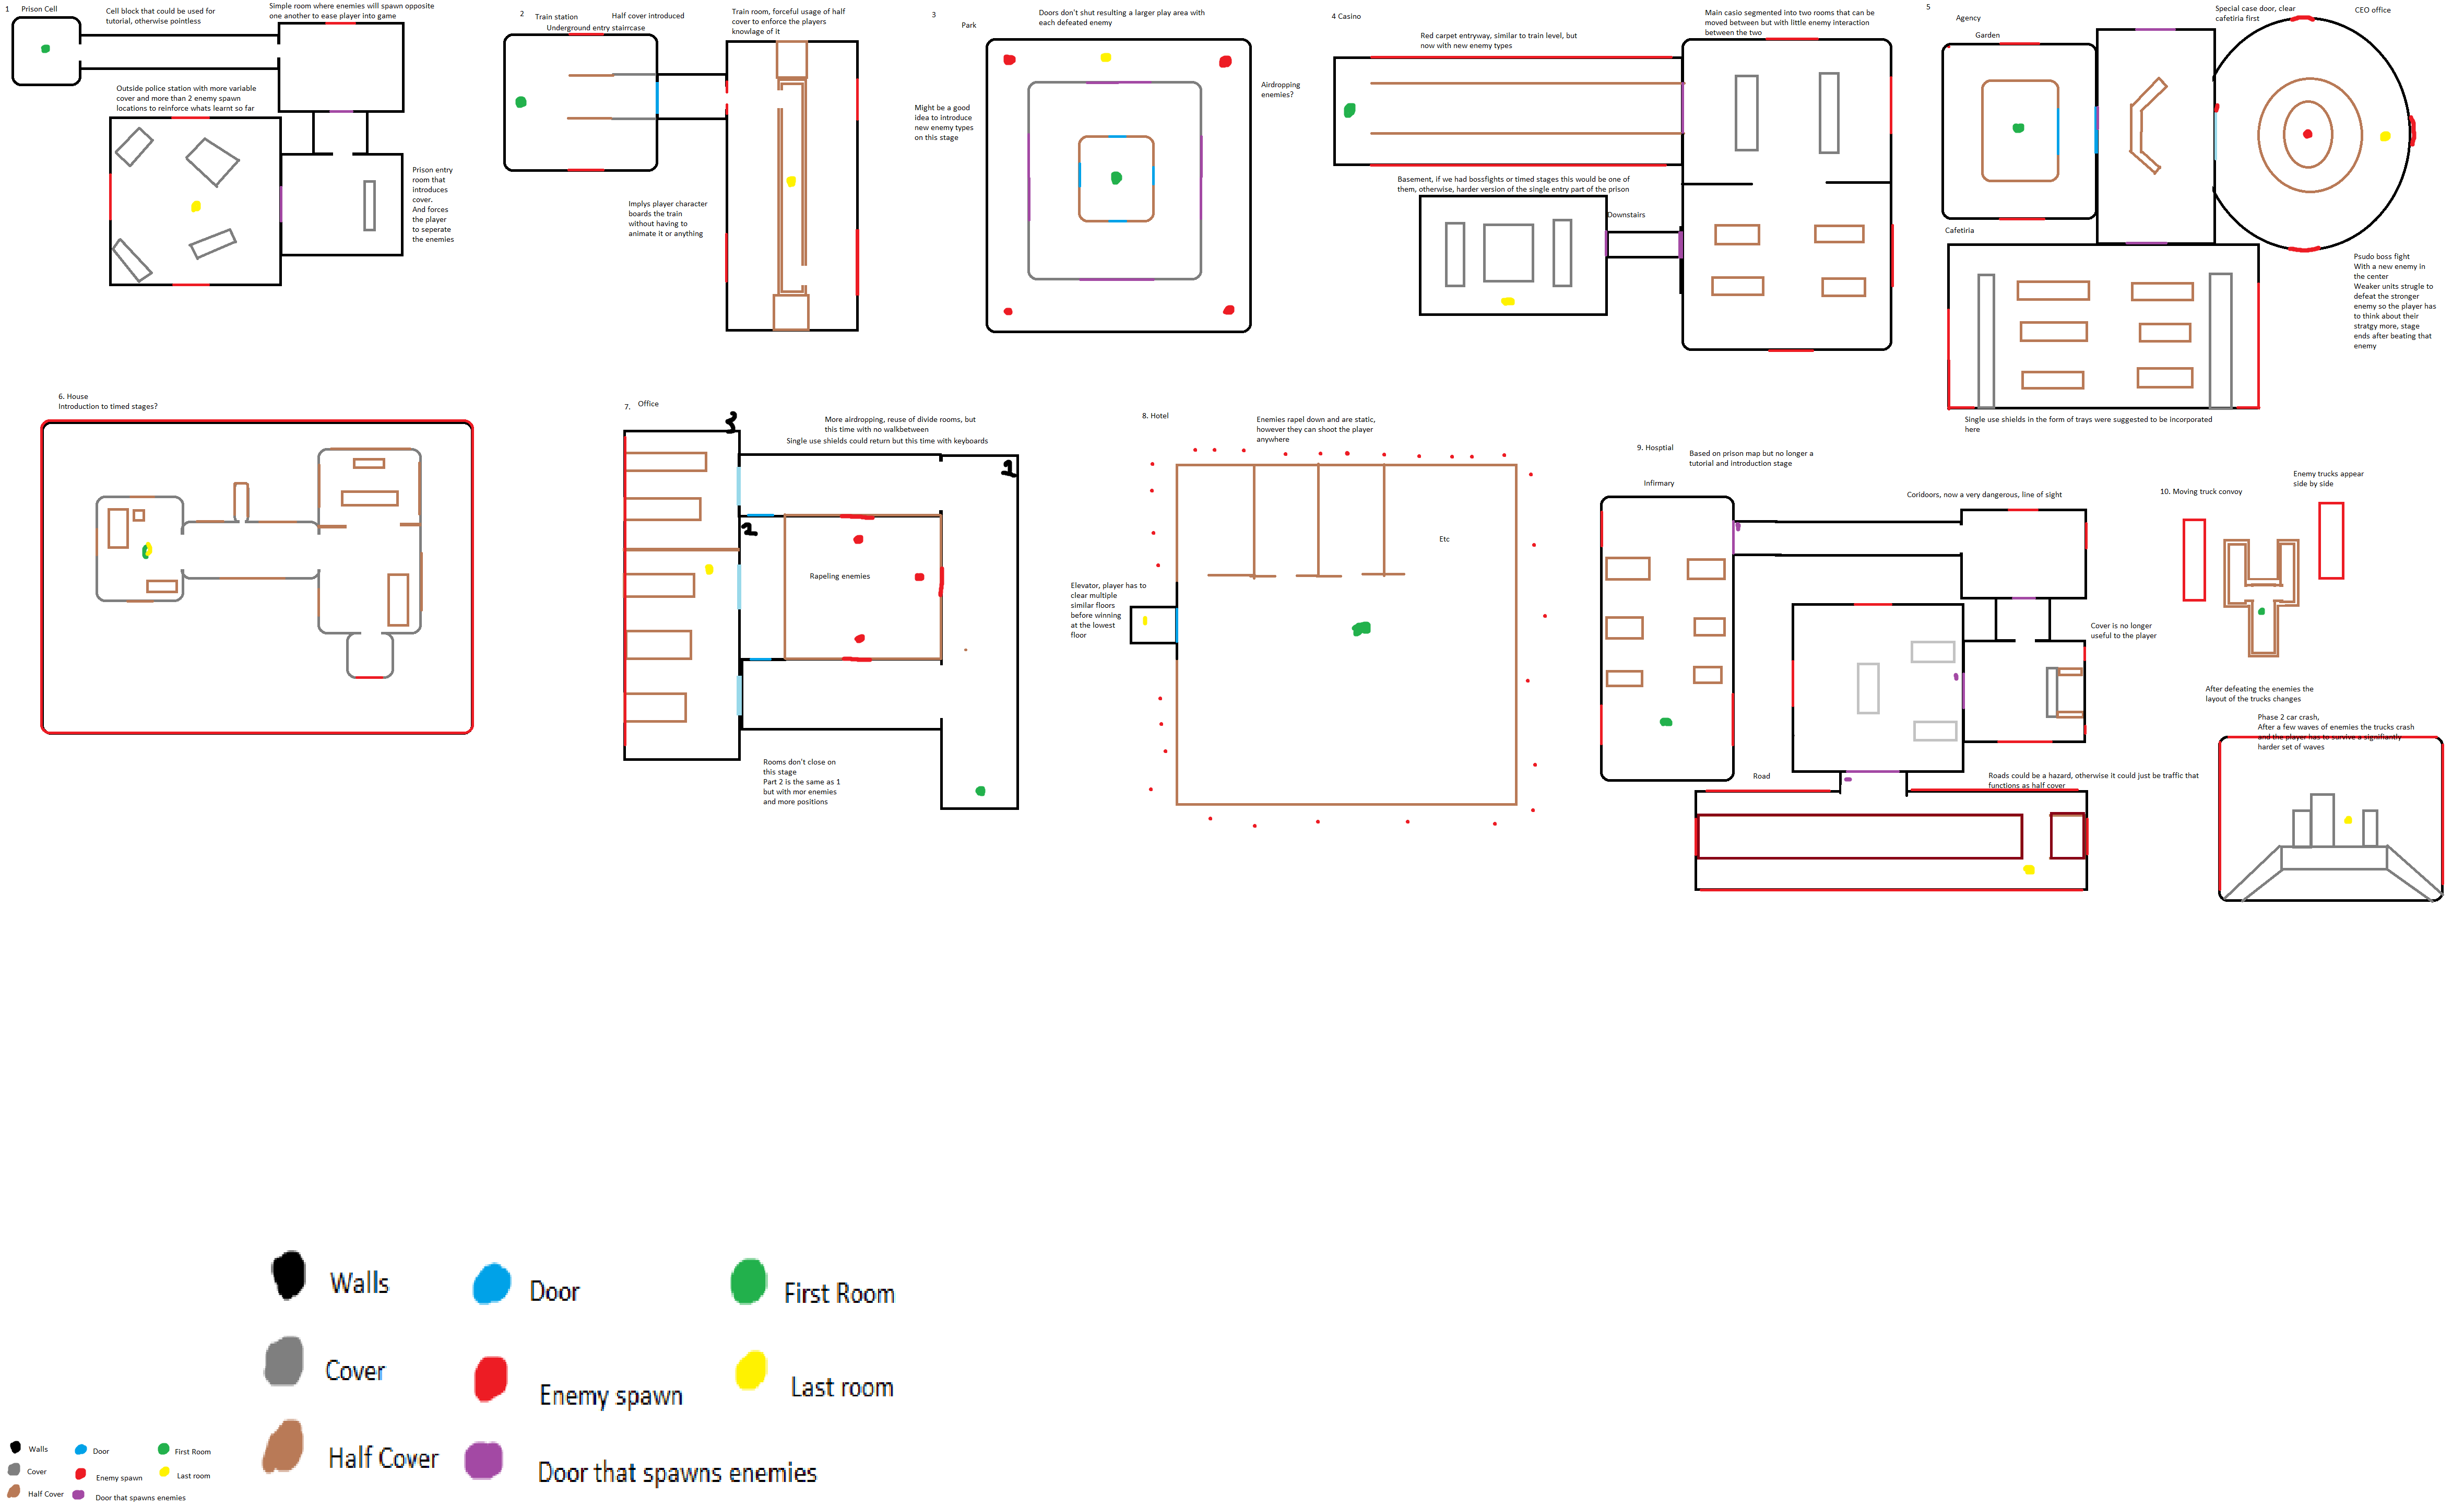 1
Prison Cell
Cell block that could be used for
tutorial, otherwise pointless
Simple room where enemies will spawn opposite
one another to ease player into game
Outside police station with more variable
cover and more than 2 enemy spawn
locations to reinforce whats learnt so far
Prison entry
room that
introduces
cover.
And forces
the player
to seperate
the enemies
2
Train station
Half cover introduced
Underground entry stairrcase
Train room, forceful usage of half
cover to enforce the players
knowlage of it
Implys player character
boards the train
without having to
animate it or anything
3
Park
Doors don't shut resulting a larger play area with
each defeated enemy
Might be a good
idea to introduce
new enemy types
on this stage
Airdropping
enemies?
4 Casino
Red carpet entryway, similar to train level, but
now with new enemy types
Main casio segmented into two rooms that can be
moved between but with little enemy interaction
between the two
Basement, if we had bossfights or timed stages this would be one of
them, otherwise, harder version of the single entry part of the prison
Downstairs
5
Agency
Garden
Special case door, clear
cafetiria first
CEO office
Cafetiria
Psudo boss fight
With a new enemy in
the center
Weaker units strugle to
defeat the stronger
enemy so the player has
to think about their
stratgy more, stage
ends after beating that
enemy
Single use shields in the form of trays were suggested to be incorporated
here
6. House
Introduction to timed stages?
7.
Office
More airdropping, reuse of divide rooms, but
this time with no walkbetween
Single use shields could return but this time with keyboards
3
1
2
Rapeling enemies
Rooms don't close on
this stage
Part 2 is the same as 1
but with mor enemies
and more positions
8. Hotel
Enemies rapel down and are static,
however they can shoot the player
anywhere
Etc
Elevator, player has to
clear multiple
similar floors
before winning
at the lowest
floor
9. Hosptial
Based on prison map but no longer a
tutorial and introduction stage
Infirmary
Coridoors, now a very dangerous, line of sight
Cover is no longer
useful to the player
Road
Roads could be a hazard, otherwise it could just be traffic that
functions as half cover
10. Moving truck convoy
Enemy trucks appear
side by side
After defeating the enemies the
layout of the trucks changes
Phase 2 car crash,
After a few waves of enemies the trucks crash
and the player has to survive a signifiantly
harder set of waves
Walls
Door
First Room
Cover
Enemy spawn
Last room
Half Cover
Door that spawns enemies
Walls
Door
First Room
Cover
Enemy spawn
Last room
Half Cover
Door that spawns enemies